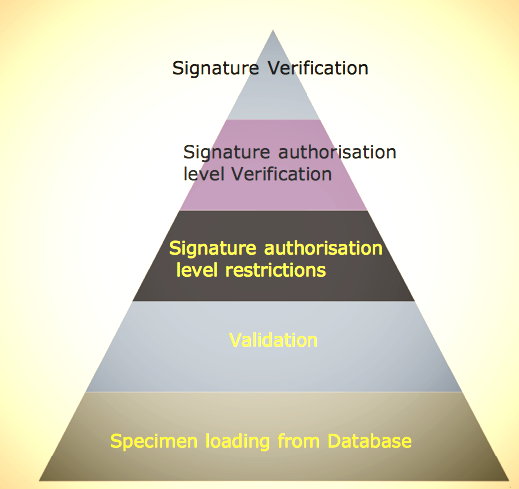 Signature Verification
Signature authorisation
level Verification
Signature authorisation
level restrictions
Validation
Specimen loading from Database